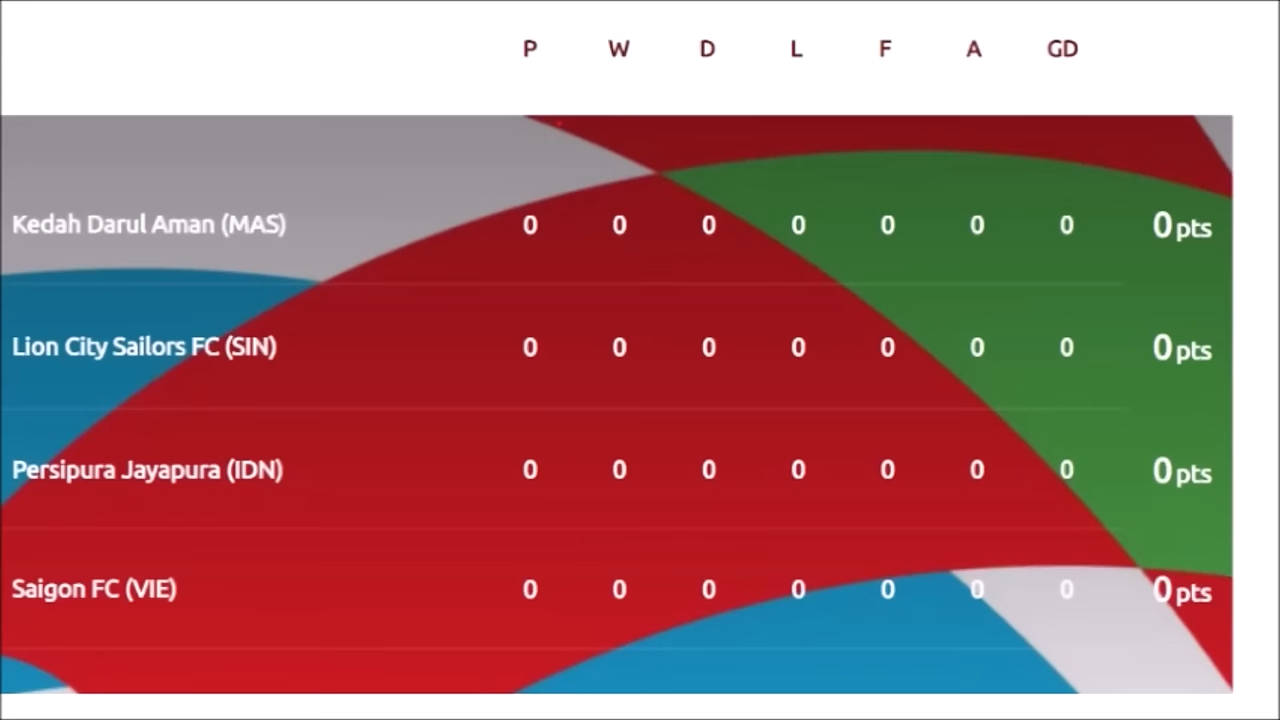 P W D L F A GD
Kedah Darul Aman (MAS) 0 0 0 0 0 0 0 0pts
Lion City Sailors FC (SIN) 0 0 0 0 0 0 0 0pts
Persipura Jayapura (IDN) 0 0 0 0 0 0 0 0pts
Saigon FC (VIE) 0 0 0 0 0 0 0 0pts